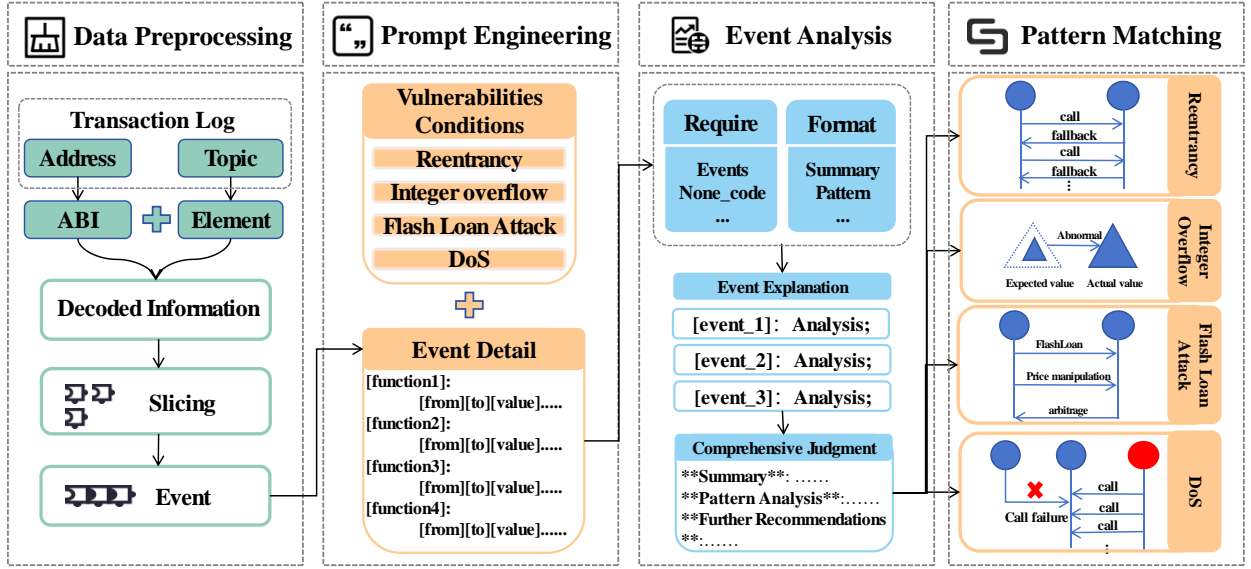 Data Preprocessing
Transaction Log
Address
Topic
ABI
Element
Decoded Information
Slicing
Event
Prompt Engineering
Vulnerabilities
Conditions
Reentrancy
Integer overflow
Flash Loan Attack
DoS
Event Detail
[function1]:
[from][to][value].....
[function2]:
[from][to][value].....
[function3]:
[from][to][value].....
[function4]:
[from][to][value]......
Event Analysis
Require
Events
None_code
...
Format
Summary
Pattern
...
Event Explanation
[event_1]: Analysis;
[event_2]: Analysis;
[event_3]: Analysis;
Comprehensive Judgment
**Summary**: ......
**Pattern Analysis**:......
**Further Recommendations
**:......
Pattern Matching
call
fallback
call
fallback
...
Reentrancy
Abnormal
Expected value
Actual value
Integer
Overflow
FlashLoan
Price manipulation
arbitrage
Flash Loan
Attack
Call failure
call
call
call
...
DoS